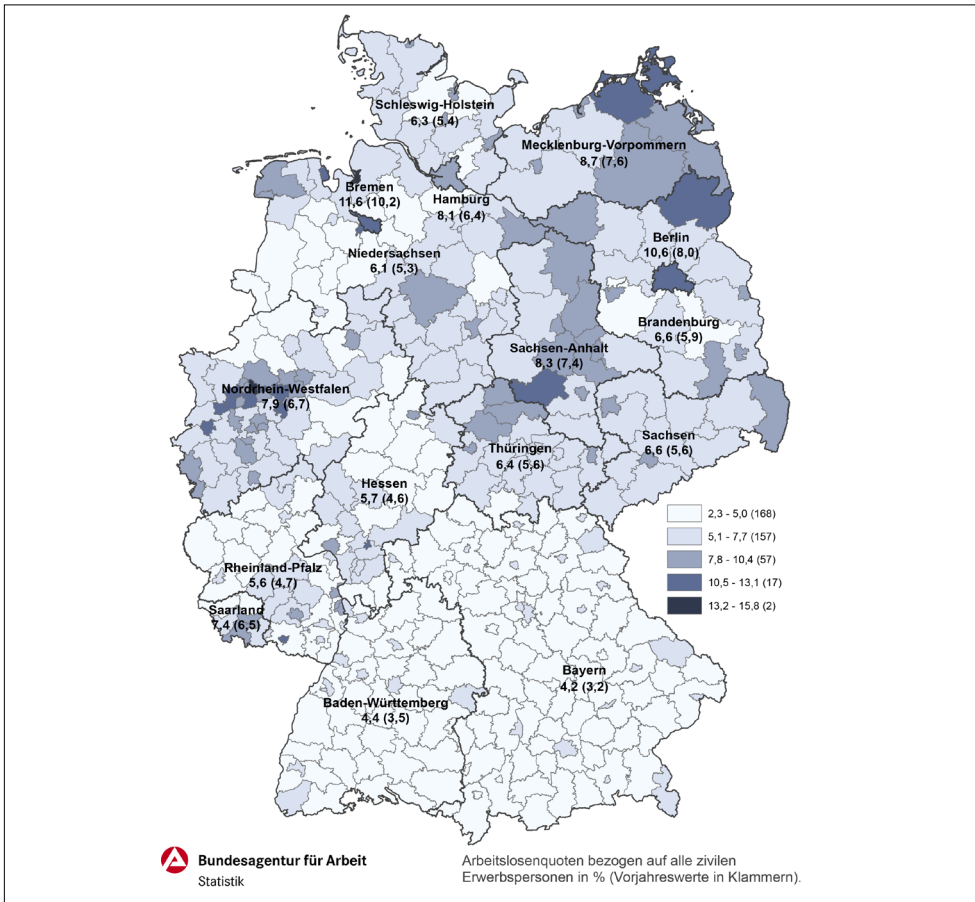 Schleswig-Holstein
6,3 (5,4)
Mecklenburg-Vorpommern
8,7 (7,6)
Bremen
11,6 (10,2)
Hamburg
8,1 (6,4)
Berlin
10,6 (8,0)
Niedersachsen
6,1 (5,3)
Brandenburg
6,6 (5,9)
Sachsen-Anhalt
8,3 (7,4)
Nordrhein-Westfalen
7,9 (6,7)
Sachsen
6,6 (5,6)
Thüringen
6,4 (5,6)
Hessen
5,7 (4,6)
2,3 - 5,0 (168)
5,1 - 7,7 (157)
7,8 - 10,4 (57)
10,5 - 13,1 (17)
13,2 - 15,8 (2)
Rheinland-Pfalz
5,6 (4,7)
Saarland
7,4 (6,5)
Bayern
4,2 (3,2)
Baden-Württemberg
4,4 (3,5)
Bundesagentur für Arbeit
Statistik
Arbeitslosenquoten bezogen auf alle zivilen
Erwerbspersonen in % (Vorjahreswerte in Klammern).